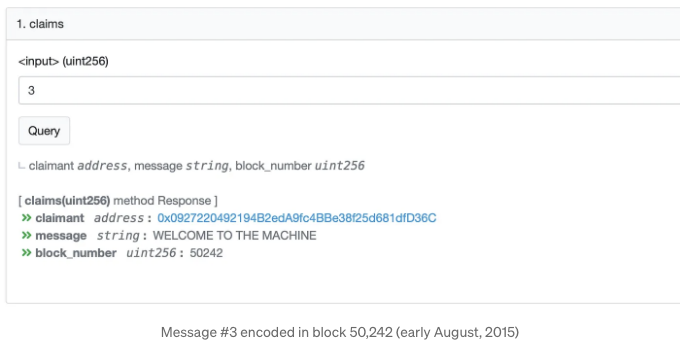 1. claims
<input> (uint256)
3
Query
└ claimant address, message string, block_number uint256
[ claims(uint256) method Response ]
>> claimant address : 0x0927220492194B2edA9fc4BBe38f25d681dfD36C
>> message string : WELCOME TO THE MACHINE
>> block_number uint256 : 50242
Message #3 encoded in block 50,242 (early August, 2015)